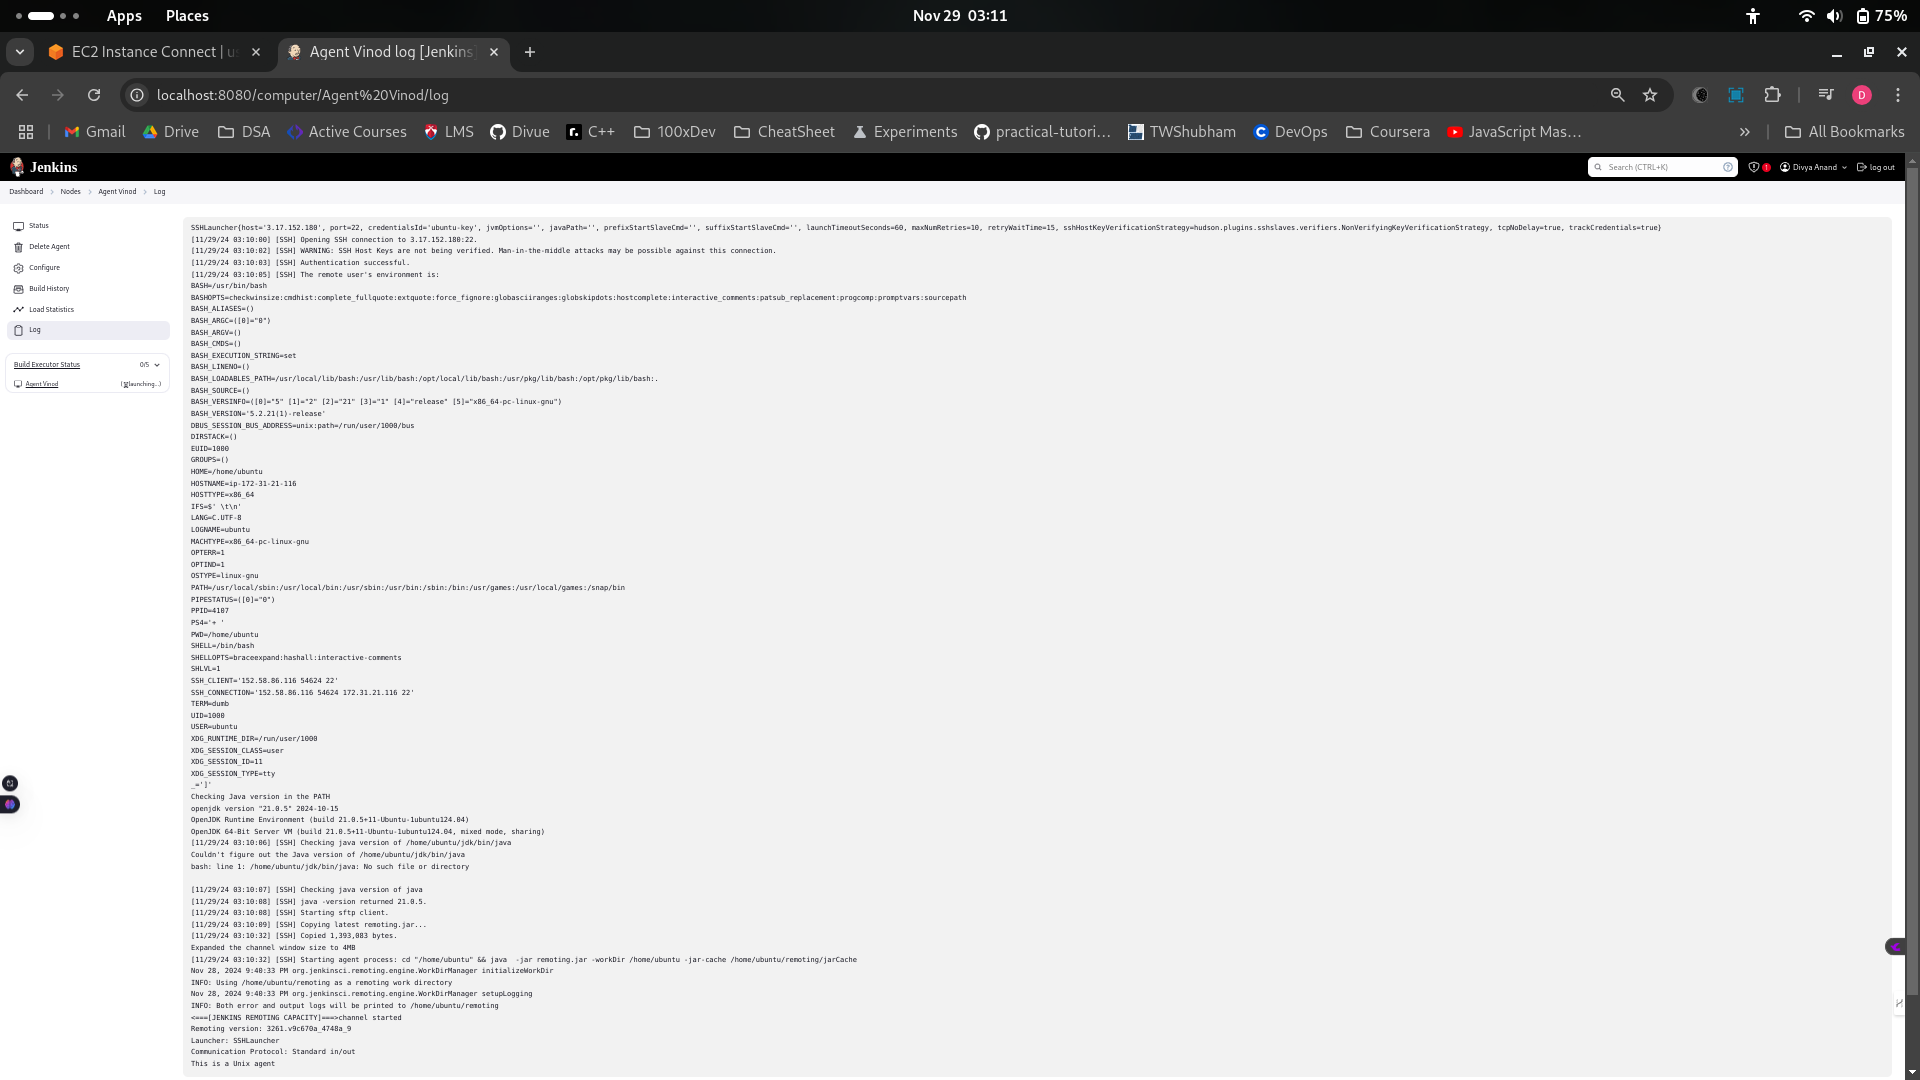 Apps Places Nov 29 03:11 75%
EC2 Instance Connect | us Agent Vinod log [Jenkins]
localhost:8080/computer/Agent%20Vinod/log D
Gmail Drive DSA Active Courses LMS Divue C++ 100xDev CheatSheet Experiments practical-tutori... TWShubham DevOps Coursera JavaScript Mas... All Bookmarks
Jenkins Search (CTRL+K) 1 Divya Anand log out
Dashboard Nodes Agent Vinod Log
Status
Delete Agent
Configure
Build History
Load Statistics
Log
Build Executor Status 0/5
Agent Vinod (launching...)
SSHLauncher{host='3.17.152.180', port=22, credentialsId='ubuntu-key', jvmOptions='', javaPath='', prefixStartSlaveCmd='', suffixStartSlaveCmd='', launchTimeoutSeconds=60, maxNumRetries=10, retryWaitTime=15, sshHostKeyVerificationStrategy=hudson.plugins.sshslaves.verifiers.NonVerifyingKeyVerificationStrategy, tcpNoDelay=true, trackCredentials=true}
[11/29/24 03:10:00] [SSH] Opening SSH connection to 3.17.152.180:22.
[11/29/24 03:10:02] [SSH] WARNING: SSH Host Keys are not being verified. Man-in-the-middle attacks may be possible against this connection.
[11/29/24 03:10:03] [SSH] Authentication successful.
[11/29/24 03:10:05] [SSH] The remote user's environment is:
BASH=/usr/bin/bash
BASHOPTS=checkwinsize:cmdhist:complete_fullquote:extquote:force_fignore:globasciiranges:globskipdots:hostcomplete:interactive_comments:patsub_replacement:progcomp:promptvars:sourcepath
BASH_ALIASES=()
BASH_ARGC=([0]="0")
BASH_ARGV=()
BASH_CMDS=()
BASH_EXECUTION_STRING=set
BASH_LINENO=()
BASH_LOADABLES_PATH=/usr/local/lib/bash:/usr/lib/bash:/opt/local/lib/bash:/usr/pkg/lib/bash:/opt/pkg/lib/bash:.
BASH_SOURCE=()
BASH_VERSINFO=([0]="5" [1]="2" [2]="21" [3]="1" [4]="release" [5]="x86_64-pc-linux-gnu")
BASH_VERSION='5.2.21(1)-release'
DBUS_SESSION_BUS_ADDRESS=unix:path=/run/user/1000/bus
DIRSTACK=()
EUID=1000
GROUPS=()
HOME=/home/ubuntu
HOSTNAME=ip-172-31-21-116
HOSTTYPE=x86_64
IFS=$' \t\n'
LANG=C.UTF-8
LOGNAME=ubuntu
MACHTYPE=x86_64-pc-linux-gnu
OPTERR=1
OPTIND=1
OSTYPE=linux-gnu
PATH=/usr/local/sbin:/usr/local/bin:/usr/sbin:/usr/bin:/sbin:/bin:/usr/games:/usr/local/games:/snap/bin
PIPESTATUS=([0]="0")
PPID=4107
PS4='+ '
PWD=/home/ubuntu
SHELL=/bin/bash
SHELLOPTS=braceexpand:hashall:interactive-comments
SHLVL=1
SSH_CLIENT='152.58.86.116 54624 22'
SSH_CONNECTION='152.58.86.116 54624 172.31.21.116 22'
TERM=dumb
UID=1000
USER=ubuntu
XDG_RUNTIME_DIR=/run/user/1000
XDG_SESSION_CLASS=user
XDG_SESSION_ID=11
XDG_SESSION_TYPE=tty
_=']'
Checking Java version in the PATH
openjdk version "21.0.5" 2024-10-15
OpenJDK Runtime Environment (build 21.0.5+11-Ubuntu-1ubuntu124.04)
OpenJDK 64-Bit Server VM (build 21.0.5+11-Ubuntu-1ubuntu124.04, mixed mode, sharing)
[11/29/24 03:10:06] [SSH] Checking java version of /home/ubuntu/jdk/bin/java
Couldn't figure out the Java version of /home/ubuntu/jdk/bin/java
bash: line 1: /home/ubuntu/jdk/bin/java: No such file or directory
[11/29/24 03:10:07] [SSH] Checking java version of java
[11/29/24 03:10:08] [SSH] java -version returned 21.0.5.
[11/29/24 03:10:08] [SSH] Starting sftp client.
[11/29/24 03:10:09] [SSH] Copying latest remoting.jar...
[11/29/24 03:10:32] [SSH] Copied 1,393,083 bytes.
Expanded the channel window size to 4MB
[11/29/24 03:10:32] [SSH] Starting agent process: cd "/home/ubuntu" && java  -jar remoting.jar -workDir /home/ubuntu -jar-cache /home/ubuntu/remoting/jarCache
Nov 28, 2024 9:40:33 PM org.jenkinsci.remoting.engine.WorkDirManager initializeWorkDir
INFO: Using /home/ubuntu/remoting as a remoting work directory
Nov 28, 2024 9:40:33 PM org.jenkinsci.remoting.engine.WorkDirManager setupLogging
INFO: Both error and output logs will be printed to /home/ubuntu/remoting
<===[JENKINS REMOTING CAPACITY]===>channel started
Remoting version: 3261.v9c670a_4748a_9
Launcher: SSHLauncher
Communication Protocol: Standard in/out
This is a Unix agent